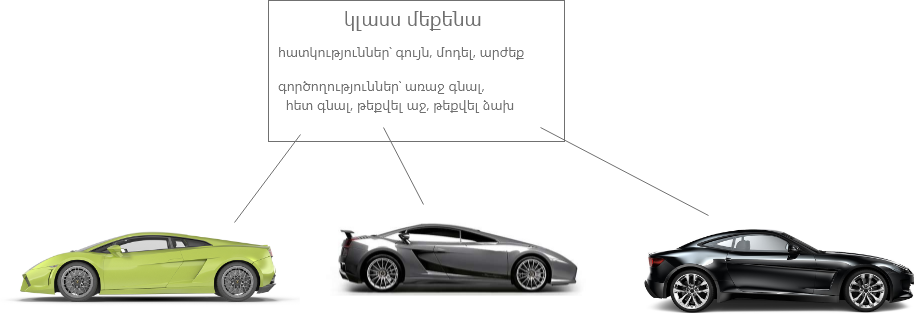 կլասս մեքենա
հատկություններ՝ գույն, մոդել, արժեք
գործողություններ՝ առաջ գնալ,
հետ գնալ, թեքվել աջ, թեքվել ձախ